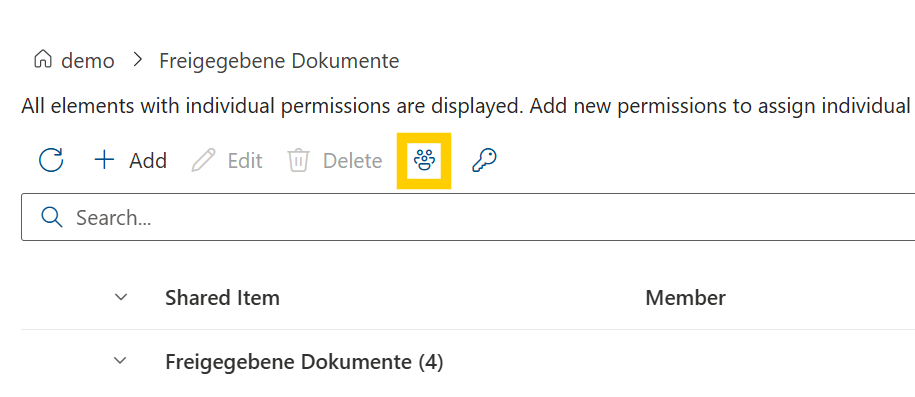 demo > Freigegebene Dokumente
All elements with individual permissions are displayed. Add new permissions to assign individual
Add Edit Delete
Search...
Shared Item Member
Freigegebene Dokumente (4)